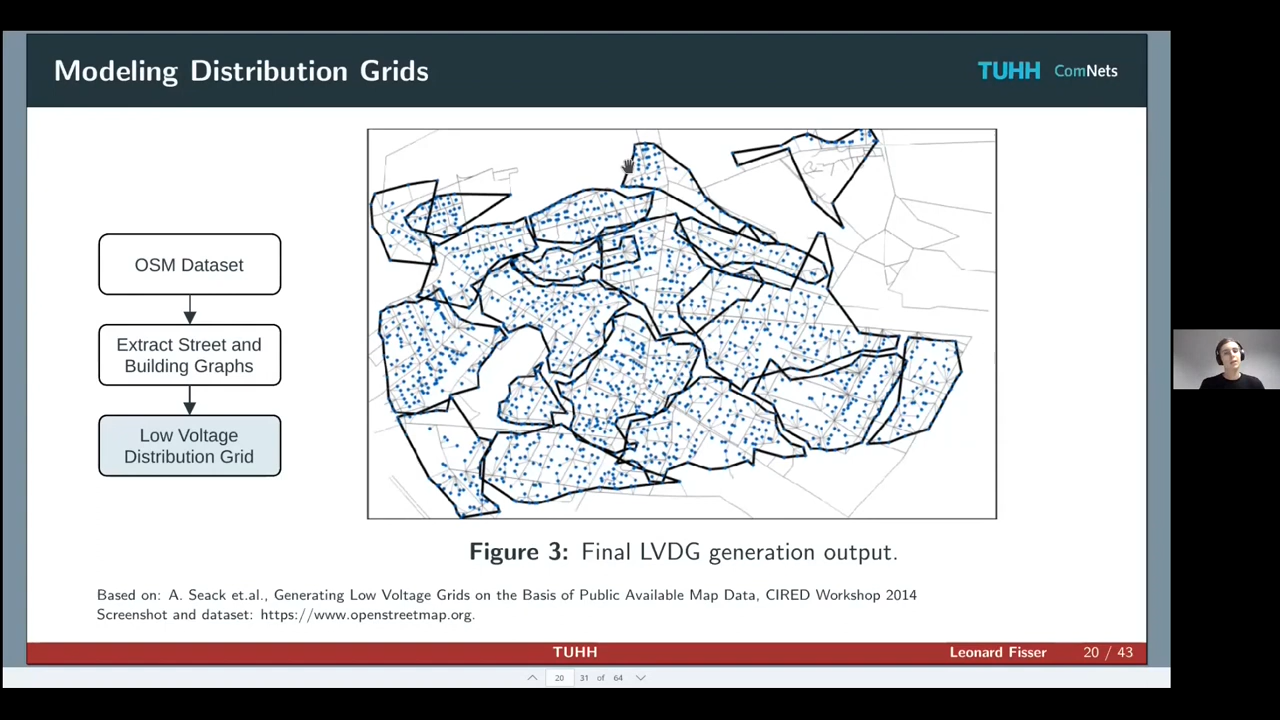 Modeling Distribution Grids
TUHH ComNets
OSM Dataset
Extract Street and
Building Graphs
Low Voltage
Distribution Grid
Figure 3: Final LVDG generation output.
Based on: A. Seack et.al., Generating Low Voltage Grids on the Basis of Public Available Map Data, CIRED Workshop 2014
Screenshot and dataset: https://www.openstreetmap.org.
TUHH
Leonard Fisser 20 / 43
20 31 of 64